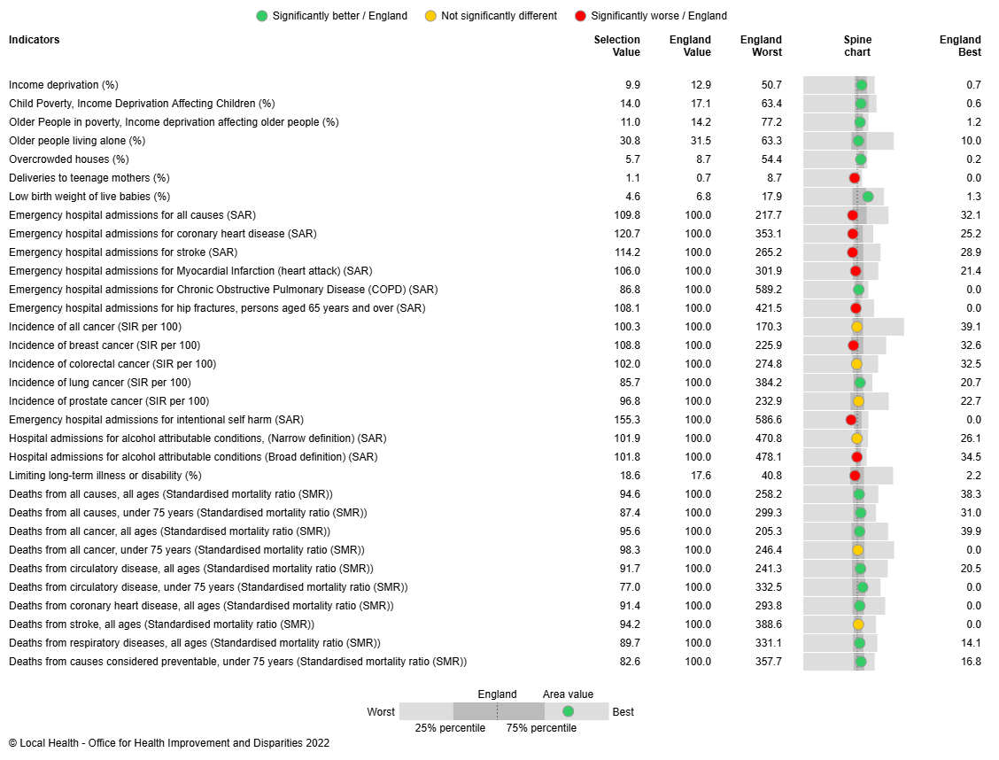 Significantly better / England Not significantly different Significantly worse / England
Indicators Selection Value England Value England Worst Spine chart England Best
Income deprivation (%) 9.9 12.9 50.7 0.7
Child Poverty, Income Deprivation Affecting Children (%) 14.0 17.1 63.4 0.6
Older People in poverty, Income deprivation affecting older people (%) 11.0 14.2 77.2 1.2
Older people living alone (%) 30.8 31.5 63.3 10.0
Overcrowded houses (%) 5.7 8.7 54.4 0.2
Deliveries to teenage mothers (%) 1.1 0.7 8.7 0.0
Low birth weight of live babies (%) 4.6 6.8 17.9 1.3
Emergency hospital admissions for all causes (SAR) 109.8 100.0 217.7 32.1
Emergency hospital admissions for coronary heart disease (SAR) 120.7 100.0 353.1 25.2
Emergency hospital admissions for stroke (SAR) 114.2 100.0 265.2 28.9
Emergency hospital admissions for Myocardial Infarction (heart attack) (SAR) 106.0 100.0 301.9 21.4
Emergency hospital admissions for Chronic Obstructive Pulmonary Disease (COPD) (SAR) 86.8 100.0 589.2 0.0
Emergency hospital admissions for hip fractures, persons aged 65 years and over (SAR) 108.1 100.0 421.5 0.0
Incidence of all cancer (SIR per 100) 100.3 100.0 170.3 39.1
Incidence of breast cancer (SIR per 100) 108.8 100.0 225.9 32.6
Incidence of colorectal cancer (SIR per 100) 102.0 100.0 274.8 32.5
Incidence of lung cancer (SIR per 100) 85.7 100.0 384.2 20.7
Incidence of prostate cancer (SIR per 100) 96.8 100.0 232.9 22.7
Emergency hospital admissions for intentional self harm (SAR) 155.3 100.0 586.6 0.0
Hospital admissions for alcohol attributable conditions, (Narrow definition) (SAR) 101.9 100.0 470.8 26.1
Hospital admissions for alcohol attributable conditions (Broad definition) (SAR) 101.8 100.0 478.1 34.5
Limiting long-term illness or disability (%) 18.6 17.6 40.8 2.2
Deaths from all causes, all ages (Standardised mortality ratio (SMR)) 94.6 100.0 258.2 38.3
Deaths from all causes, under 75 years (Standardised mortality ratio (SMR)) 87.4 100.0 299.3 31.0
Deaths from all cancer, all ages (Standardised mortality ratio (SMR)) 95.6 100.0 205.3 39.9
Deaths from all cancer, under 75 years (Standardised mortality ratio (SMR)) 98.3 100.0 246.4 0.0
Deaths from circulatory disease, all ages (Standardised mortality ratio (SMR)) 91.7 100.0 241.3 20.5
Deaths from circulatory disease, under 75 years (Standardised mortality ratio (SMR)) 77.0 100.0 332.5 0.0
Deaths from coronary heart disease, all ages (Standardised mortality ratio (SMR)) 91.4 100.0 293.8 0.0
Deaths from stroke, all ages (Standardised mortality ratio (SMR)) 94.2 100.0 388.6 0.0
Deaths from respiratory diseases, all ages (Standardised mortality ratio (SMR)) 89.7 100.0 331.1 14.1
Deaths from causes considered preventable, under 75 years (Standardised mortality ratio (SMR)) 82.6 100.0 357.7 16.8
England Area value
Worst Best
25% percentile 75% percentile
© Local Health - Office for Health Improvement and Disparities 2022